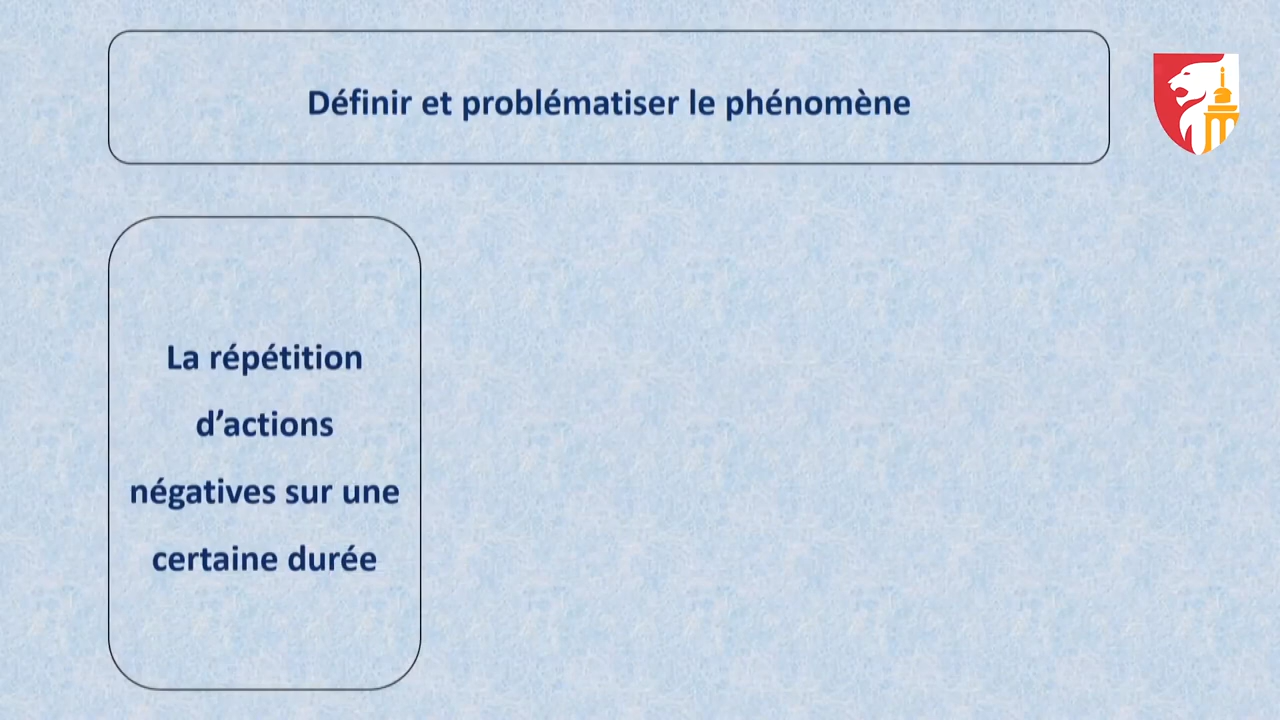 Définir et problématiser le phénomène
La répétition
d’actions
négatives sur une
certaine durée